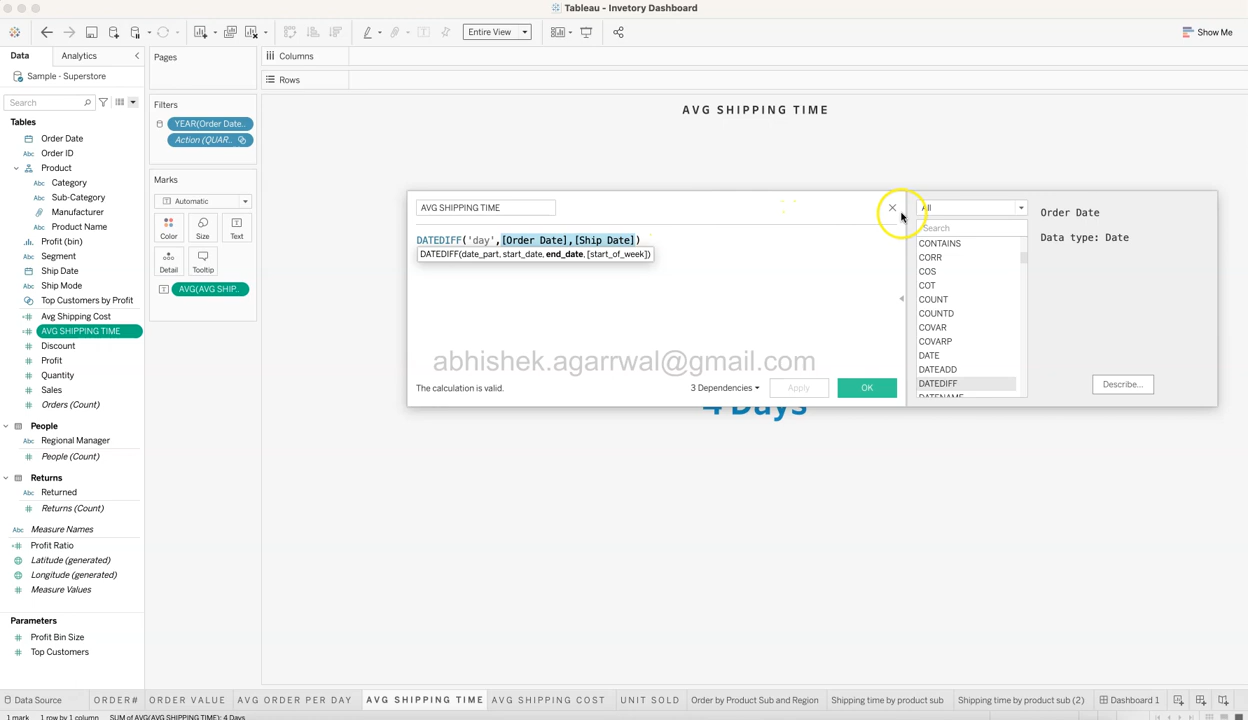 Tableau - Invetory Dashboard
Entire View
Show Me
Data
Analytics
Pages
Columns
Sample - Superstore
Rows
Search
Filters
AVG SHIPPING TIME
Tables
YEAR(Order Date..
Order Date
Action (QUAR..
Order ID
Product
Marks
Category
Automatic
Sub-Category
Manufacturer
Product Name
Color
Size
Text
Profit (bin)
Segment
Ship Date
Detail
Tooltip
Ship Mode
AVG(AVG SHIP..
Top Customers by Profit
Avg Shipping Cost
AVG SHIPPING TIME
Discount
Profit
Quantity
Sales
Orders (Count)
People
Regional Manager
People (Count)
Returns
Returned
Returns (Count)
Measure Names
Profit Ratio
Latitude (generated)
Longitude (generated)
Measure Values
Parameters
Profit Bin Size
Top Customers
AVG SHIPPING TIME
DATEDIFF('day',[Order Date],[Ship Date])
DATEDIFF(date_part, start_date, end_date, [start_of_week])
abhishek.agarrwal@gmail.com
The calculation is valid.
3 Dependencies
Apply
OK
4 Days
All
Search
CONTAINS
CORR
COS
COT
COUNT
COUNTD
COVAR
COVARP
DATE
DATEADD
DATEDIFF
DATENAME
Order Date
Data type: Date
Describe...
Data Source
ORDER#
ORDER VALUE
AVG ORDER PER DAY
AVG SHIPPING TIME
AVG SHIPPING COST
UNIT SOLD
Order by Product Sub and Region
Shipping time by product sub
Shipping time by product sub (2)
Dashboard 1
1 mark
1 row by 1 column
SUM of AVG(AVG SHIPPING TIME): 4 Days